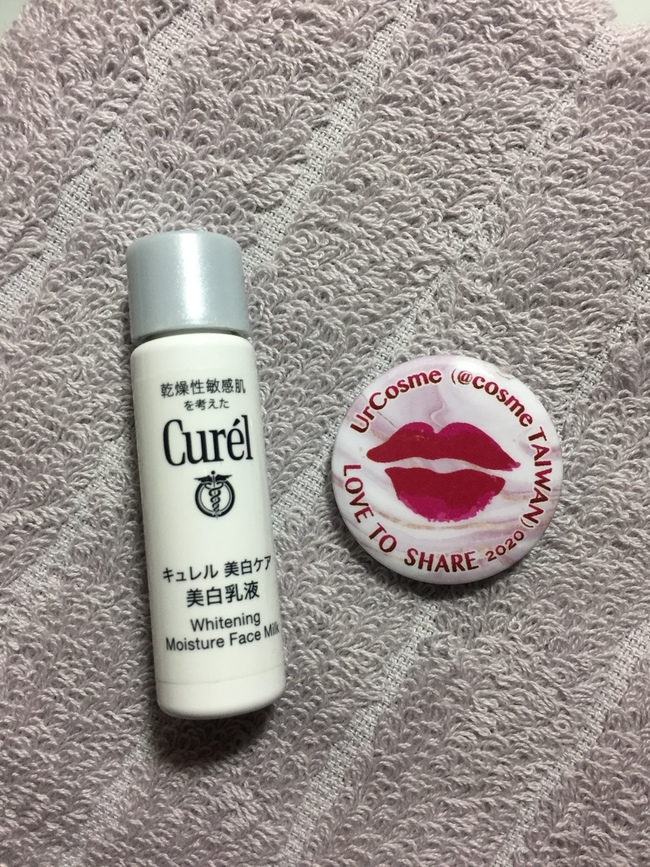 乾燥性敏感肌
を考えた
Curél
キュレル 美白ケア
美白乳液
Whitening
Moisture Face Milk
UrCosme (@cosme TAIWAN)
LOVE TO SHARE 2020